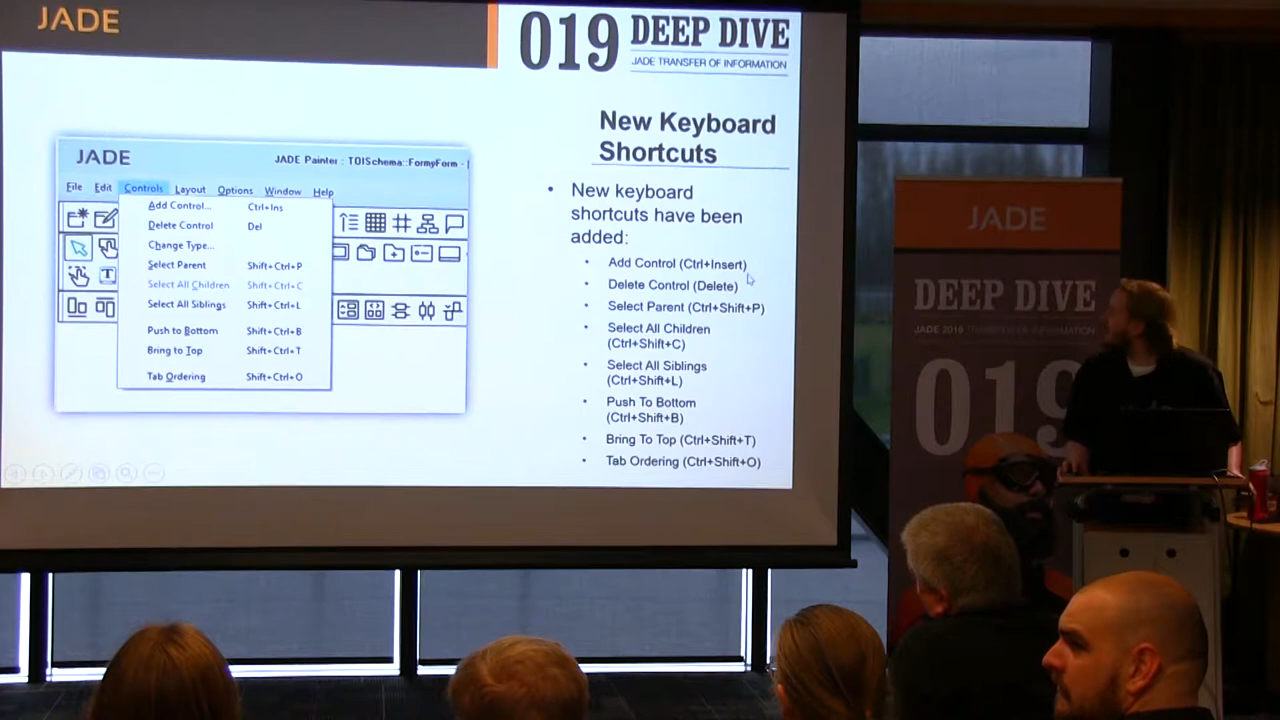 JADE
019 DEEP DIVE
JADE TRANSFER OF INFORMATION
New Keyboard
Shortcuts
• New keyboard
shortcuts have been
added:
• Add Control (Ctrl+Insert)
• Delete Control (Delete)
• Select Parent (Ctrl+Shift+P)
• Select All Children
(Ctrl+Shift+C)
• Select All Siblings
(Ctrl+Shift+L)
• Push To Bottom
(Ctrl+Shift+B)
• Bring To Top (Ctrl+Shift+T)
• Tab Ordering (Ctrl+Shift+O)
JADE JADE Painter : TOISchema::FormyForm -
File Edit Controls Layout Options Window Help
Add Control... Ctrl+Ins
Delete Control Del
Change Type...
Select Parent Shift+Ctrl+P
Select All Children Shift+Ctrl+C
Select All Siblings Shift+Ctrl+L
Push to Bottom Shift+Ctrl+B
Bring to Top Shift+Ctrl+T
Tab Ordering Shift+Ctrl+O
JADE
DEEP DIVE
JADE 2019 TRANSFER OF INFORMATION
019